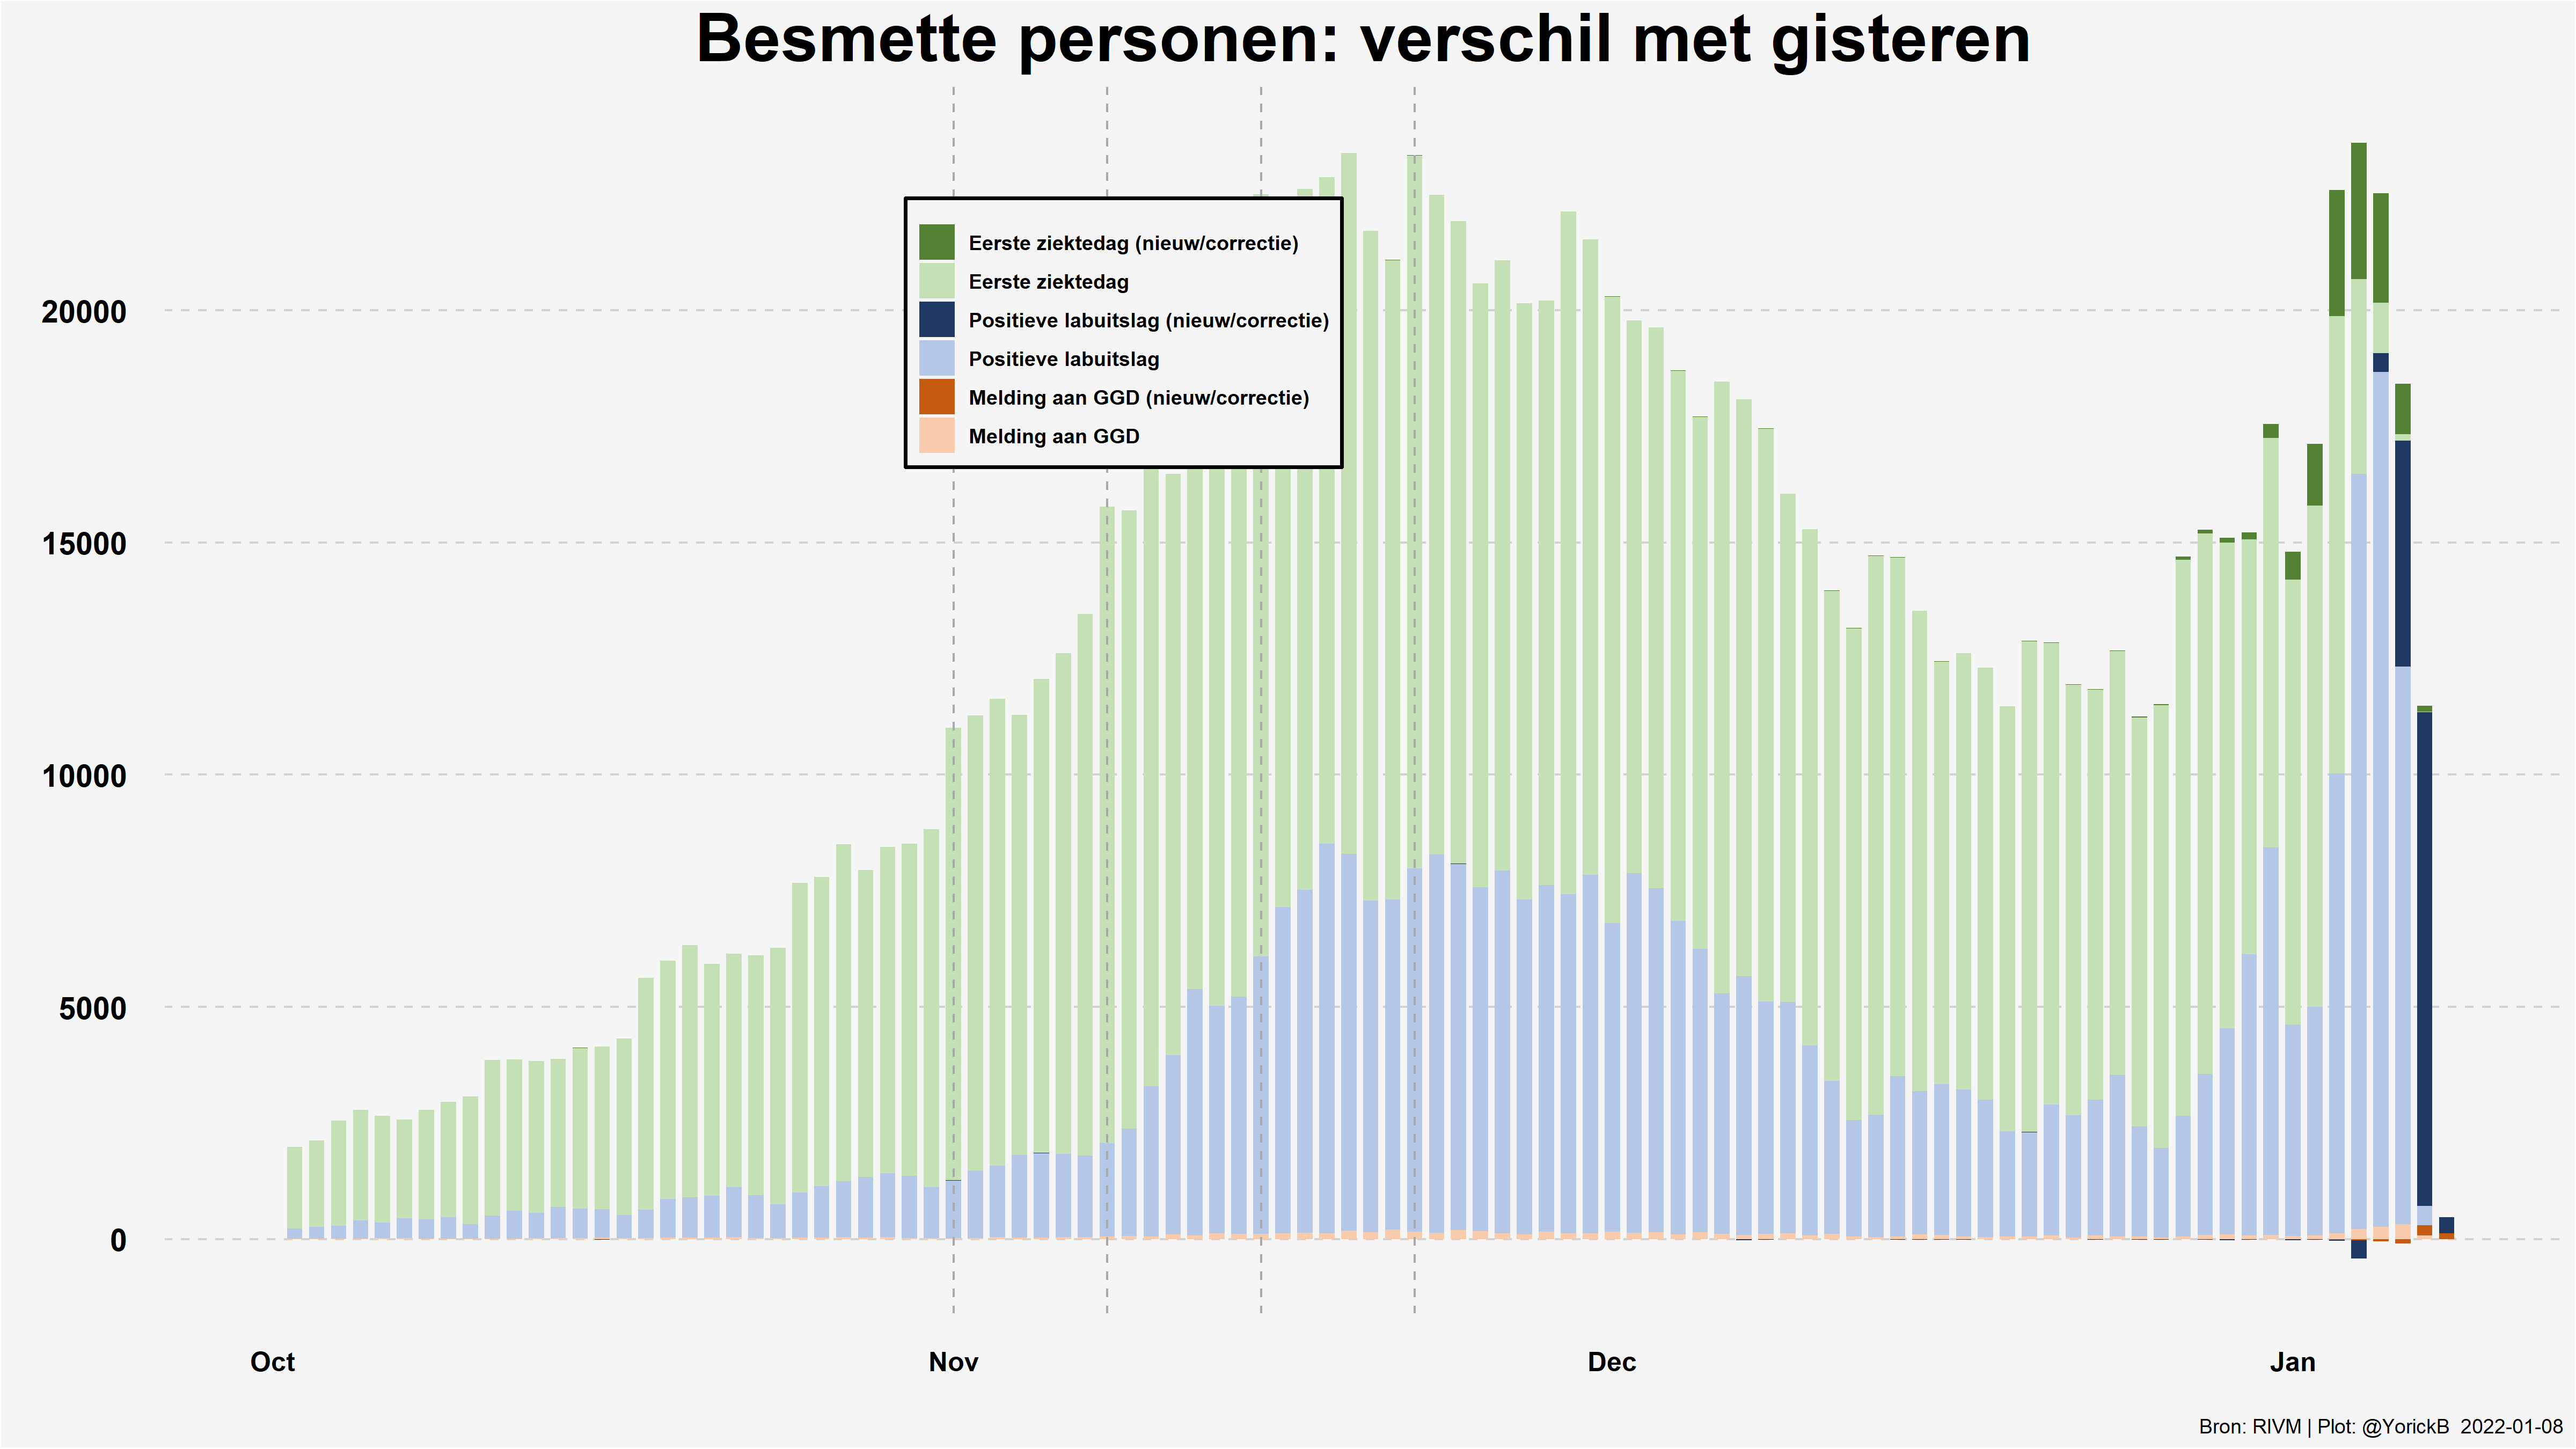 Besmette personen: verschil met gisteren
Eerste ziektedag (nieuw/correctie)
Eerste ziektedag
Positieve labuitslag (nieuw/correctie)
Positieve labuitslag
Melding aan GGD (nieuw/correctie)
Melding aan GGD
20000
15000
10000
5000
0
Oct Nov Dec Jan
Bron: RIVM | Plot: @YorickB 2022-01-08